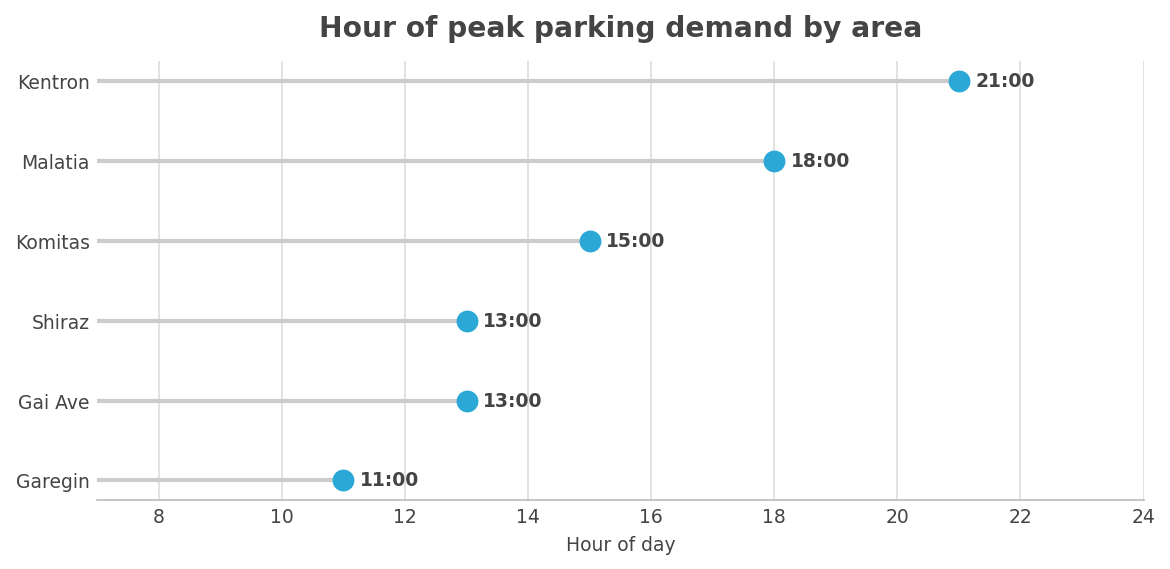 Hour of peak parking demand by area
Kentron 21:00
Malatia 18:00
Komitas 15:00
Shiraz 13:00
Gai Ave 13:00
Garegin 11:00
8 10 12 14 16 18 20 22 24
Hour of day